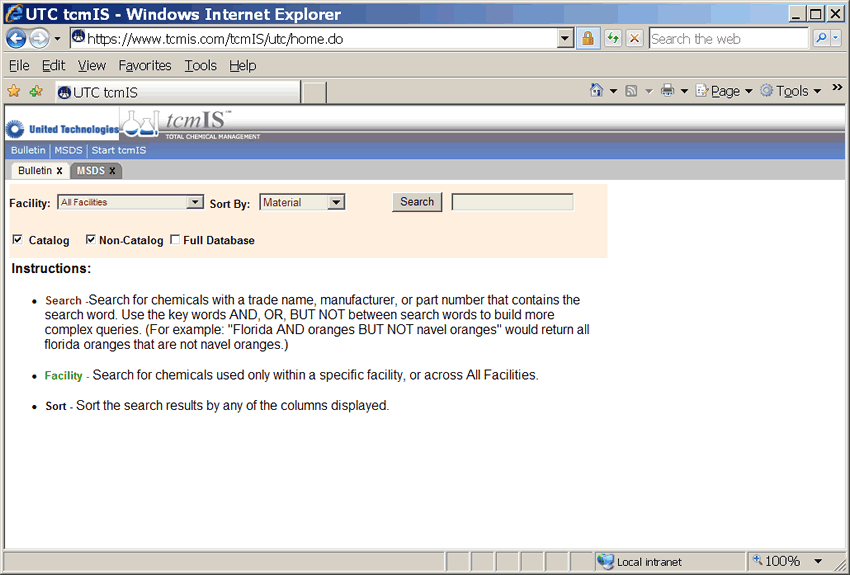 UTC tcmIS - Windows Internet Explorer
https://www.tcmis.com/tcmIS/utc/home.do
Search the web
File Edit View Favorites Tools Help
UTC tcmIS
Page Tools »
United Technologies tcmIS™
TOTAL CHEMICAL MANAGEMENT
Bulletin | MSDS | Start tcmIS
Bulletin x MSDS x
Facility: All Facilities Sort By: Material Search
Catalog Non-Catalog Full Database
Instructions:
• Search -Search for chemicals with a trade name, manufacturer, or part number that contains the
search word. Use the key words AND, OR, BUT NOT between search words to build more
complex queries. (For example: "Florida AND oranges BUT NOT navel oranges" would return all
florida oranges that are not navel oranges.)
• Facility - Search for chemicals used only within a specific facility, or across All Facilities.
• Sort - Sort the search results by any of the columns displayed.
Local intranet 100%